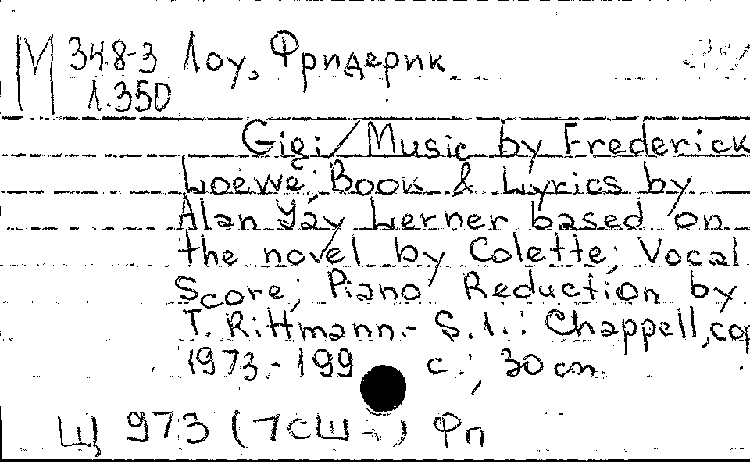 М 348-3 Лоу, Фридерик
Л.350
Gigi / Music by Frederick
Loewe; Book & Lyrics by
Alan Jay Lerner based on
the novel by Colette; Vocal
Score; Piano Reduction by
T. Rittmann.- S.l.: Chappell, cop
1973.- 199 с.; 30 cm.
Щ 973 (7США) Фп